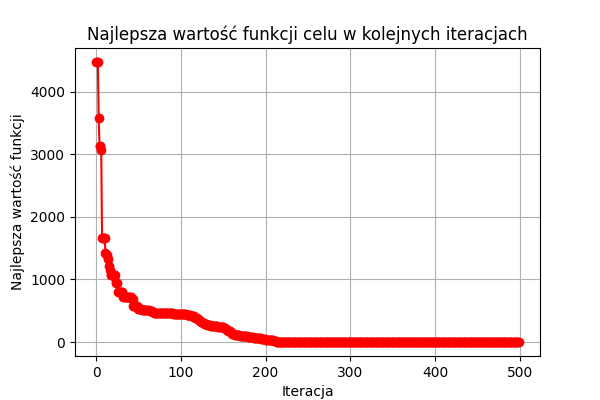 Najlepsza wartość funkcji celu w kolejnych iteracjach
Najlepsza wartość funkcji
4000
3000
2000
1000
0
0 100 200 300 400 500
Iteracja